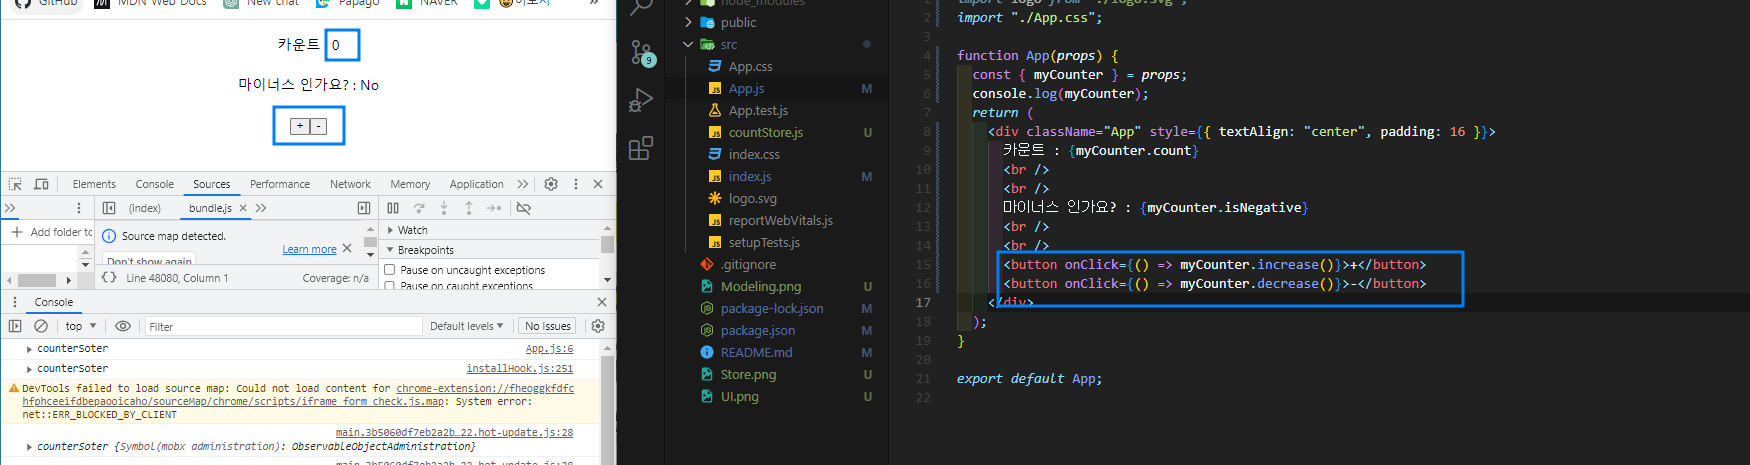 GitHub
MDN Web Docs
New chat
Papago
NAVER
카운트 0
마이너스 인가요? : No
+ -
Elements Console Sources Performance Network Memory Application
(index) bundle.js
Add folder to
Source map detected.
Learn more
Don't show again
Line 48080, Column 1 Coverage: n/a
Watch
Breakpoints
Pause on uncaught exceptions
Pause on caught exceptions
Console
top Filter Default levels No Issues
counterSoter App.js:6
counterSoter installHook.js:251
DevTools failed to load source map: Could not load content for chrome-extension://fheoggkfdfc
hfphceeifdbepaooicaho/sourceMap/chrome/scripts/iframe_form_check.js.map: System error:
net::ERR_BLOCKED_BY_CLIENT
main.3b5060df7eb2a2b…22.hot-update.js:28
counterSoter {Symbol(mobx administration): ObservableObjectAdministration}
main.3b5060df7eb2a2b…22.hot-update.js:28
9
node_modules
public
src
App.css
App.js M
App.test.js
countStore.js U
index.css
index.js M
logo.svg
reportWebVitals.js
setupTests.js
.gitignore
Modeling.png U
package-lock.json M
package.json M
README.md M
Store.png U
UI.png U
1 import logo from "./logo.svg";
2 import "./App.css";
3
4 function App(props) {
5 const { myCounter } = props;
6 console.log(myCounter);
7 return (
8 <div className="App" style={{ textAlign: "center", padding: 16 }}>
9 카운트 : {myCounter.count}
10 <br />
11 <br />
12 마이너스 인가요? : {myCounter.isNegative}
13 <br />
14 <br />
15 <button onClick={() => myCounter.increase()}>+</button>
16 <button onClick={() => myCounter.decrease()}>-</button>
17 </div>
18 );
19 }
20
21 export default App;
22